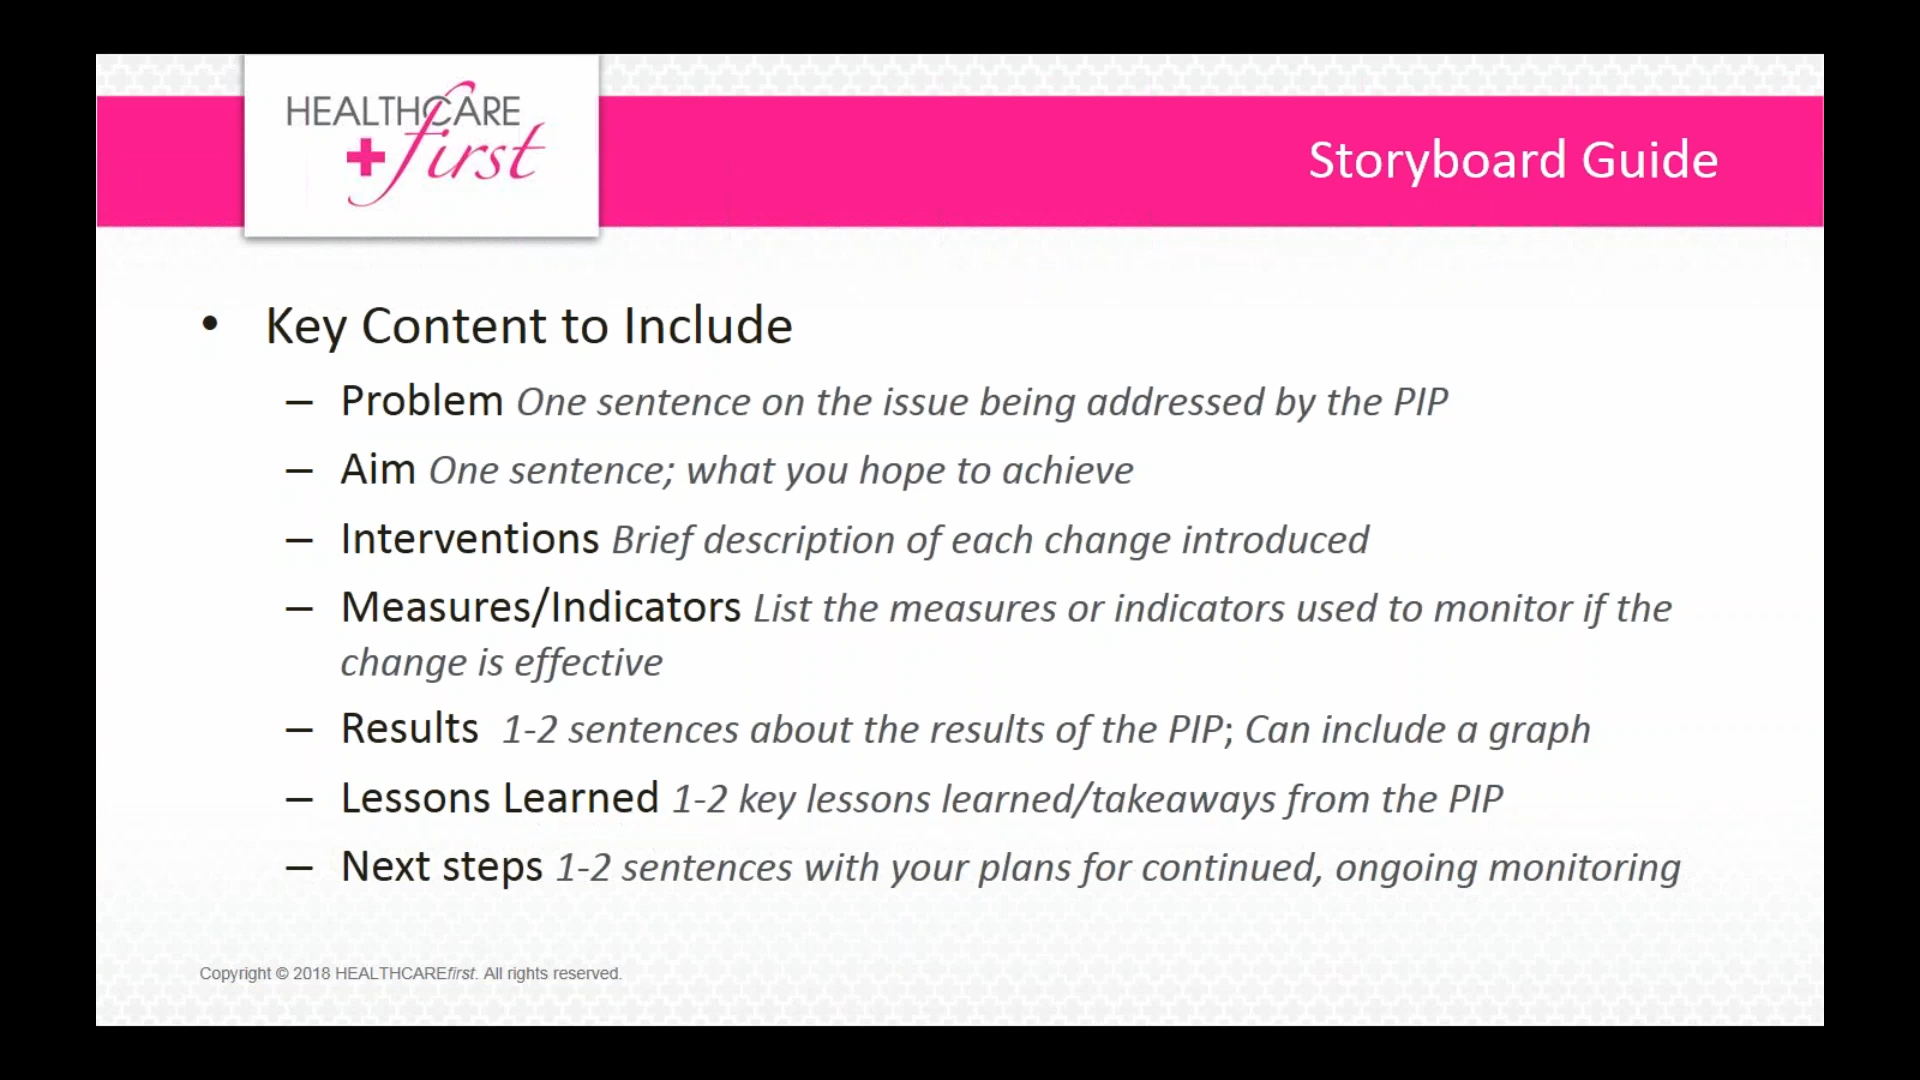 HEALTHCARE
first
Storyboard Guide
• Key Content to Include
– Problem One sentence on the issue being addressed by the PIP
– Aim One sentence; what you hope to achieve
– Interventions Brief description of each change introduced
– Measures/Indicators List the measures or indicators used to monitor if the
change is effective
– Results 1-2 sentences about the results of the PIP; Can include a graph
– Lessons Learned 1-2 key lessons learned/takeaways from the PIP
– Next steps 1-2 sentences with your plans for continued, ongoing monitoring
Copyright © 2018 HEALTHCAREfirst. All rights reserved.